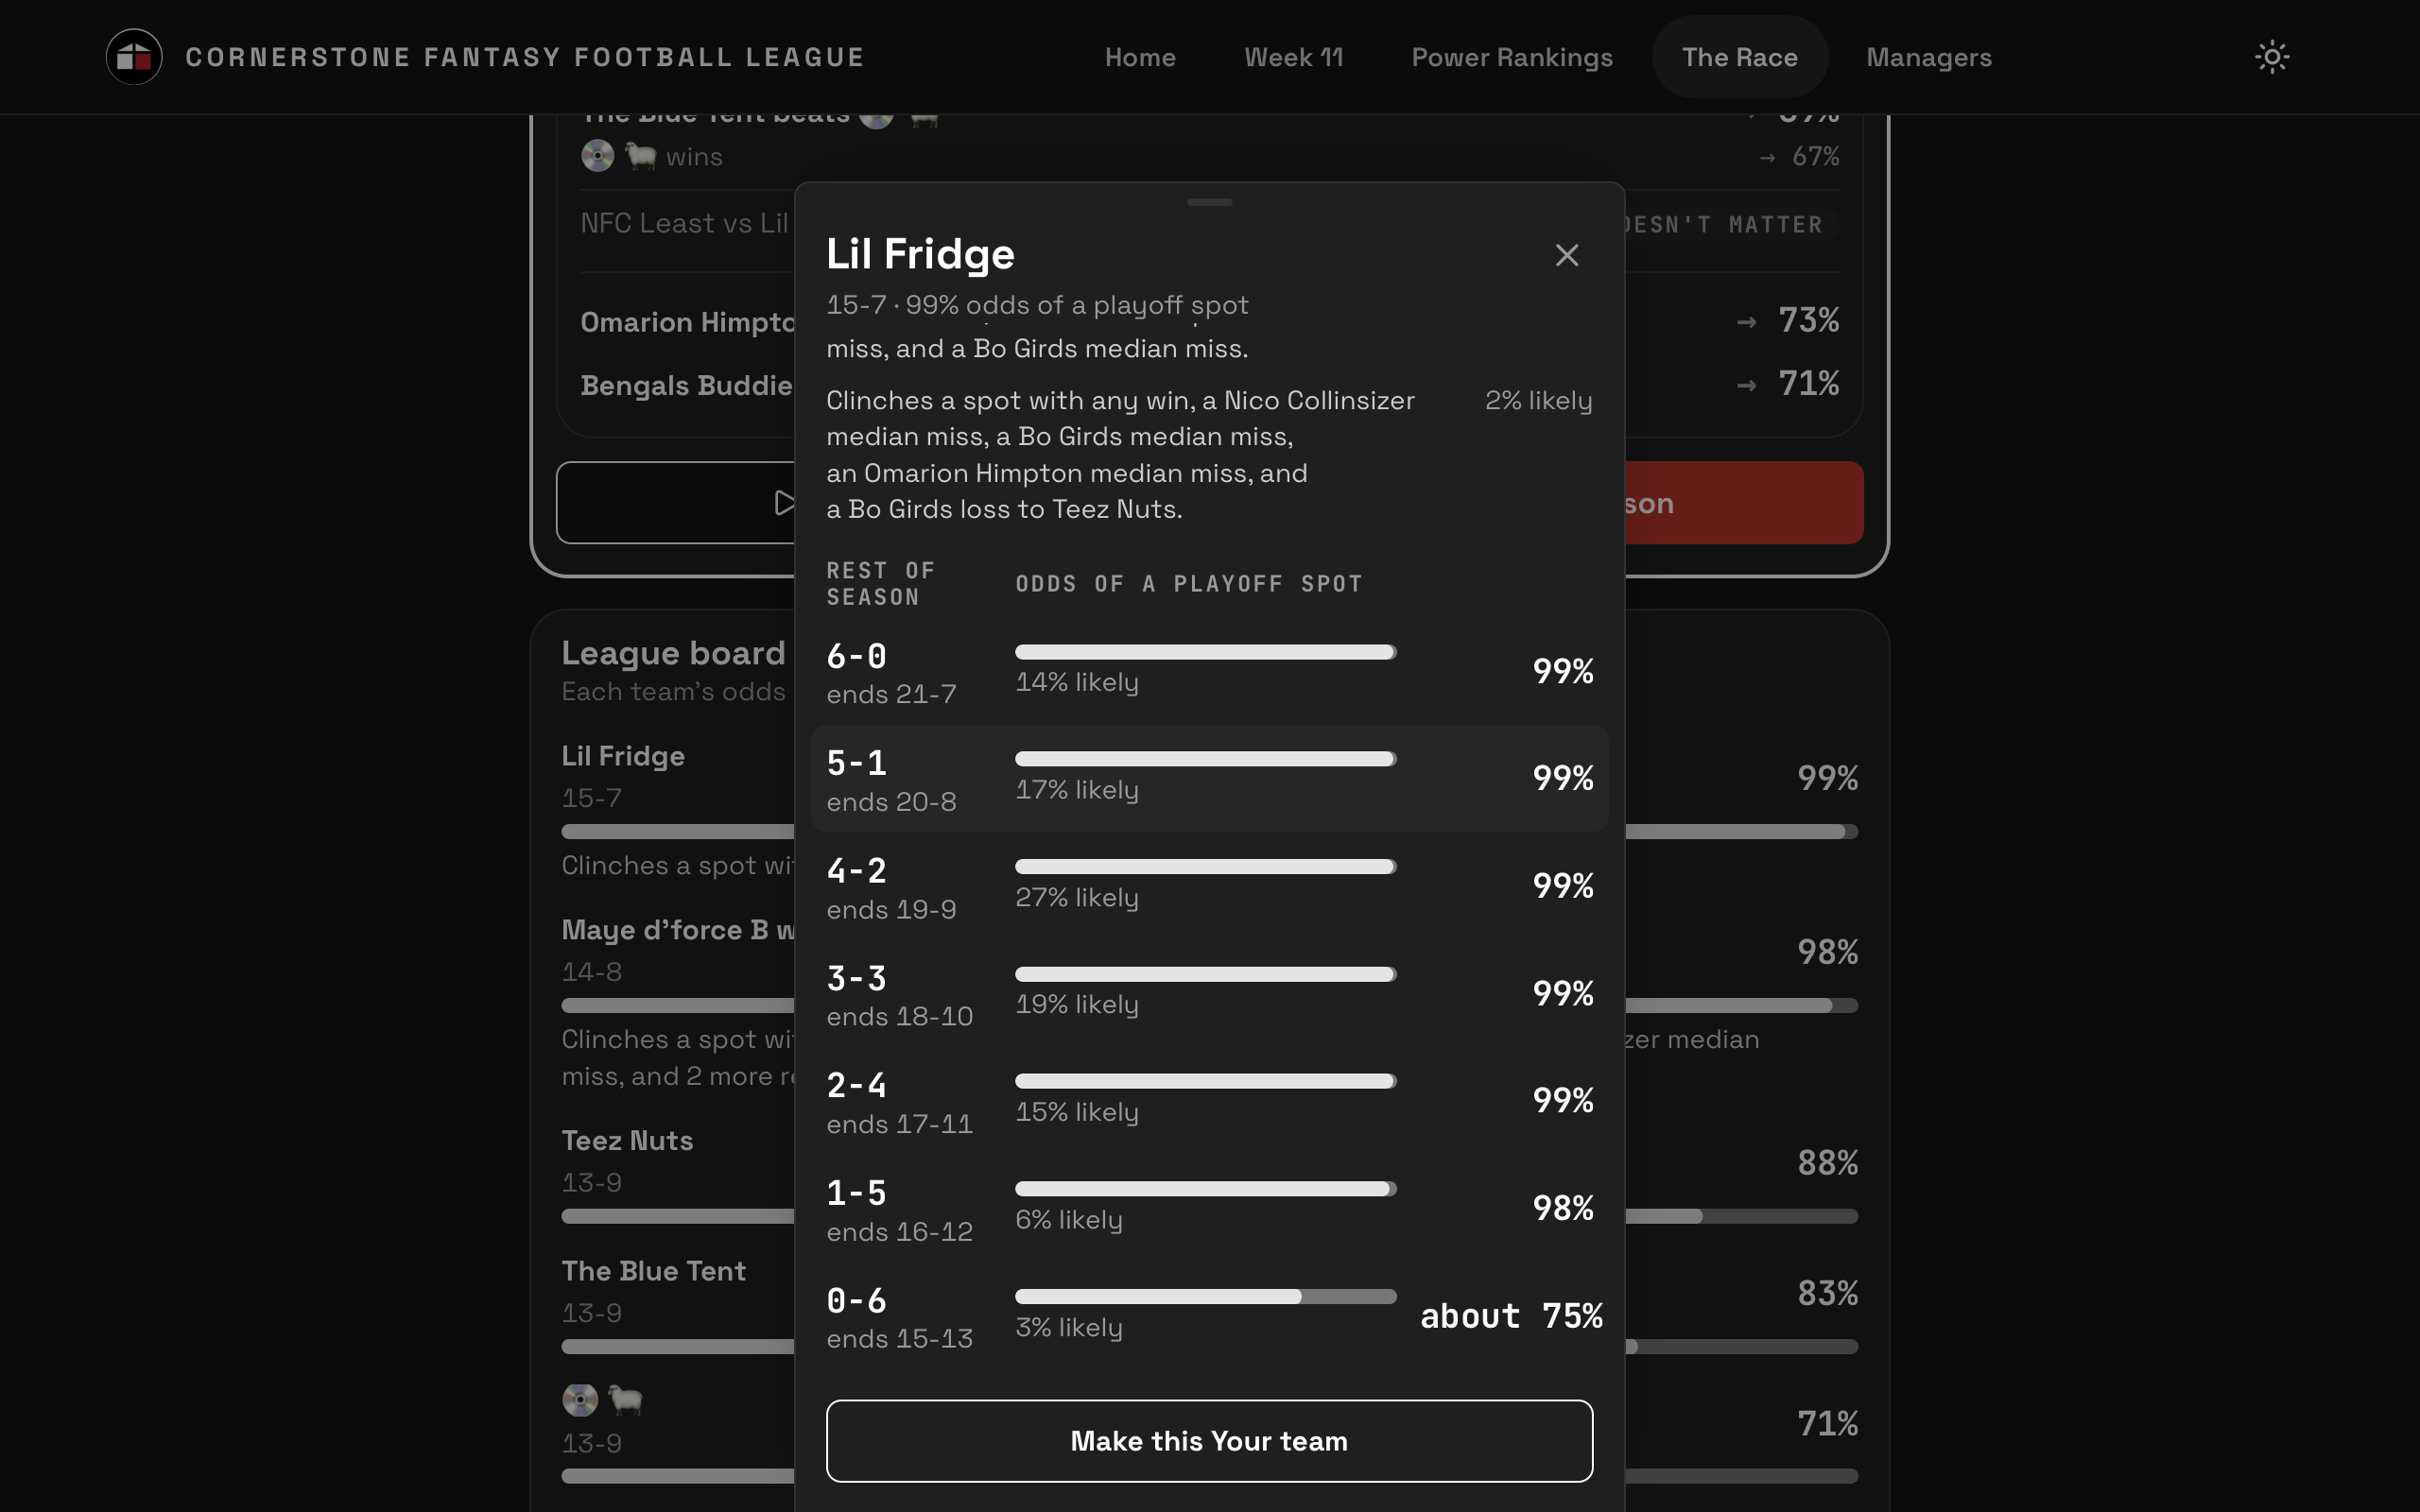 CORNERSTONE FANTASY FOOTBALL LEAGUE
Home
Week 11
Power Rankings
The Race
Managers
The Blue Tent beats
→ 67%
wins
NFC Least vs Lil
DOESN'T MATTER
Omarion Himpto
→ 73%
Bengals Buddie
→ 71%
son
League board
Each team's odds
Lil Fridge
15-7
99%
Clinches a spot wit
Maye d'force B w
14-8
98%
Clinches a spot wi
zer median
miss, and 2 more re
Teez Nuts
13-9
88%
The Blue Tent
13-9
83%
71%
13-9
Lil Fridge
15-7 · 99% odds of a playoff spot
miss, and a Bo Girds median miss.
Clinches a spot with any win, a Nico Collinsizer
2% likely
median miss, a Bo Girds median miss,
an Omarion Himpton median miss, and
a Bo Girds loss to Teez Nuts.
REST OF
SEASON
ODDS OF A PLAYOFF SPOT
6-0
ends 21-7
14% likely
99%
5-1
ends 20-8
17% likely
99%
4-2
ends 19-9
27% likely
99%
3-3
ends 18-10
19% likely
99%
2-4
ends 17-11
15% likely
99%
1-5
ends 16-12
6% likely
98%
0-6
ends 15-13
3% likely
about 75%
Make this Your team